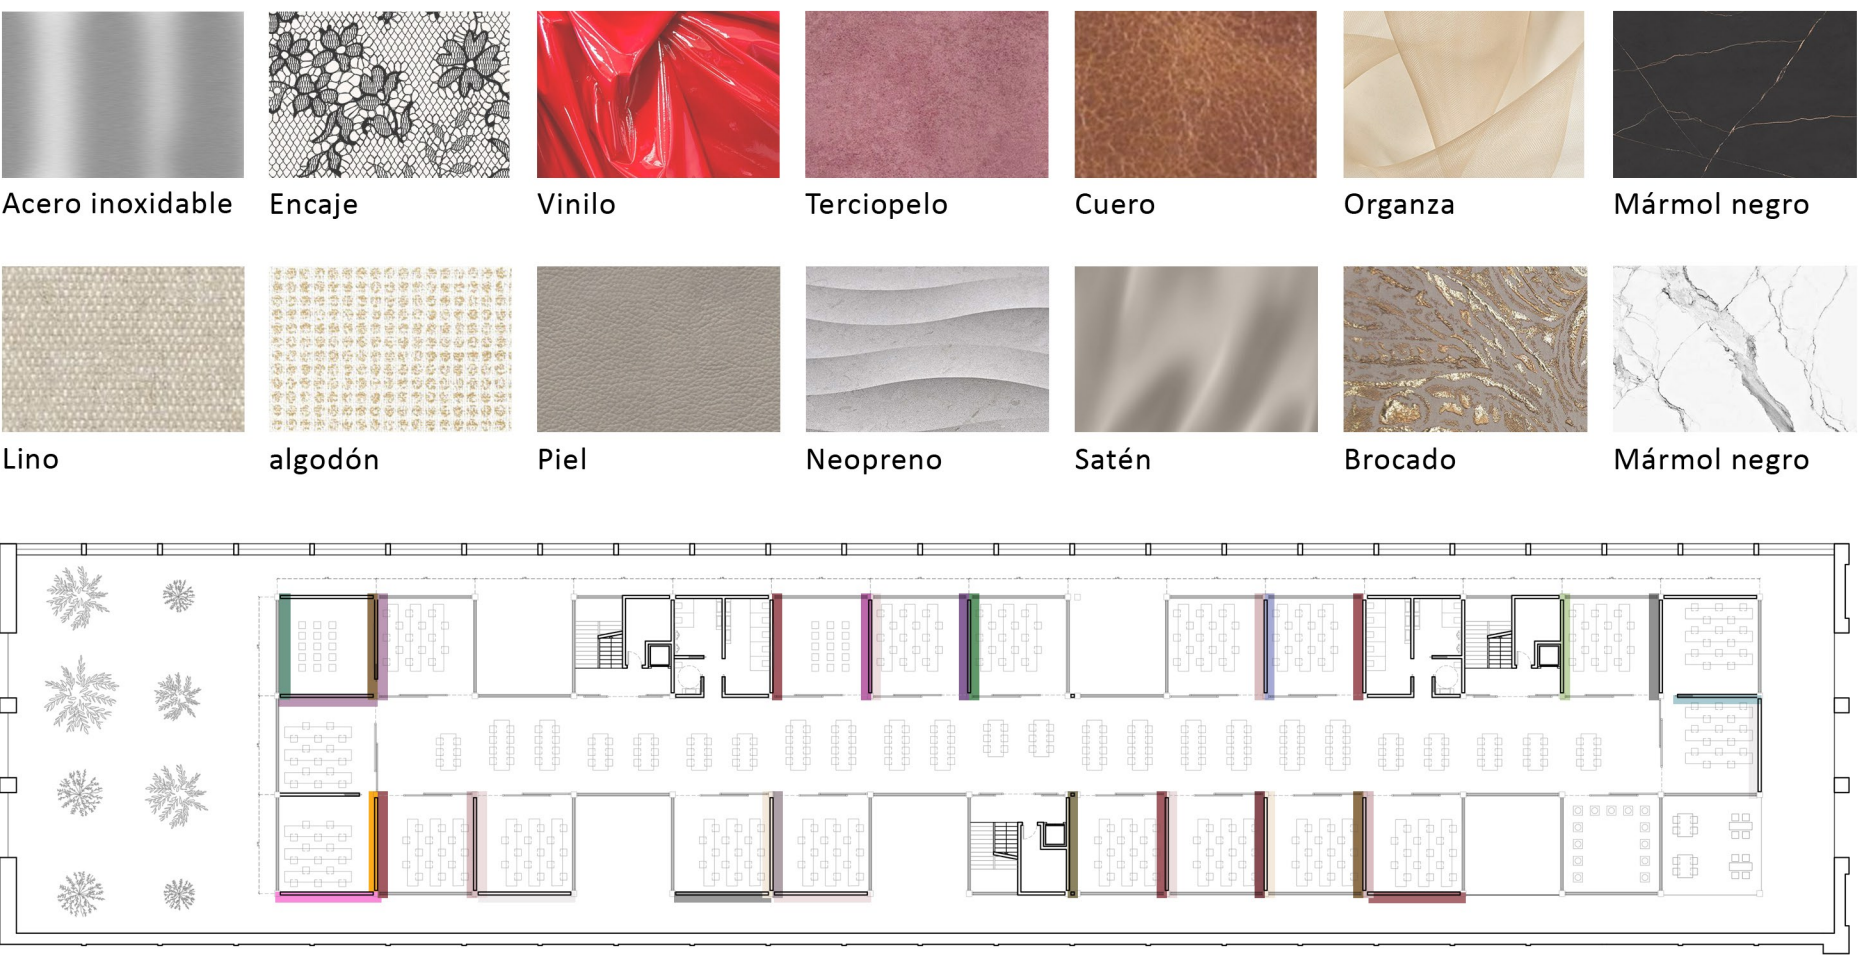 Acero inoxidable
Encaje
Vinilo
Terciopelo
Cuero
Organza
Mármol negro
Lino
algodón
Piel
Neopreno
Satén
Brocado
Mármol negro